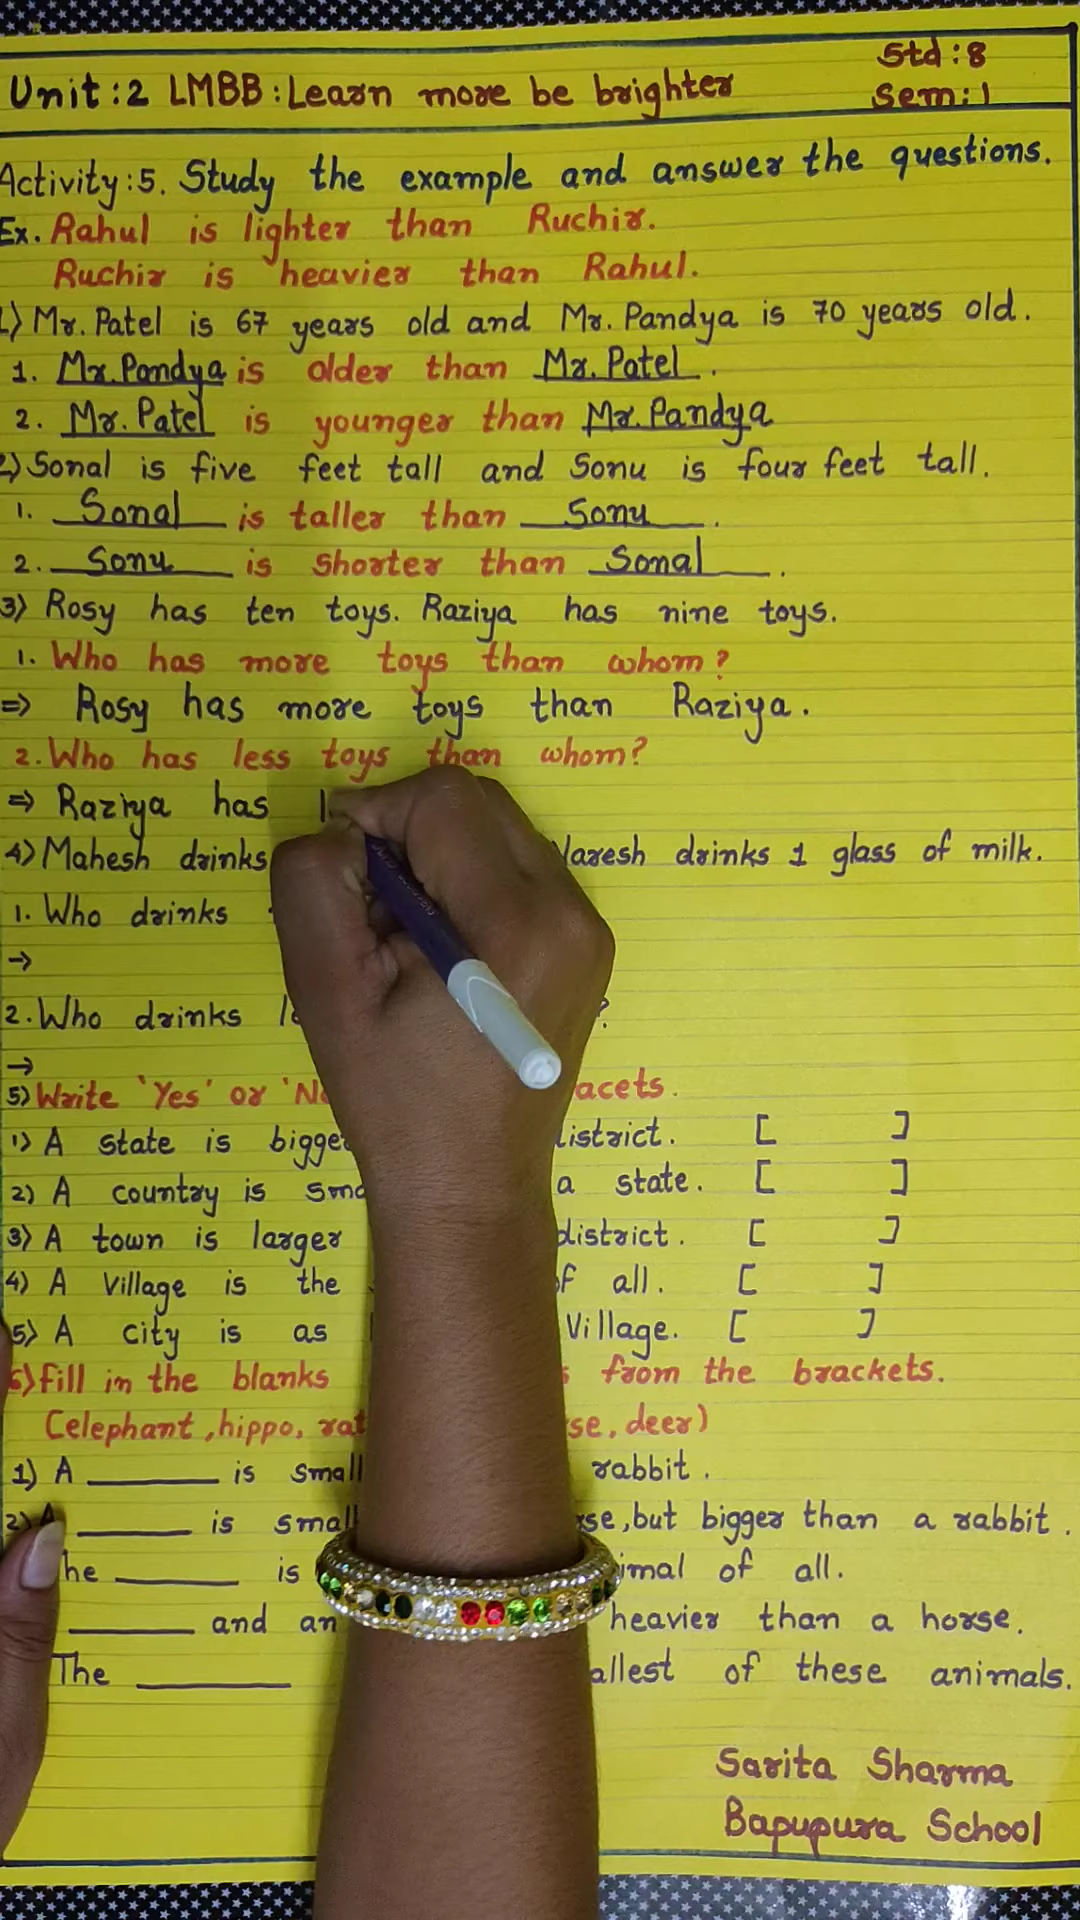 Std:8
Unit:2 LMBB:Learn more be brighter
Sem:1
Activity:5. Study the example and answer the questions.
Ex. Rahul is lighter than Ruchir.
Ruchir is heavier than Rahul.
1) Mr. Patel is 67 years old and Mr. Pandya is 70 years old.
1. Mr. Pandya is older than Mr. Patel.
2. Mr. Patel is younger than Mr. Pandya
2) Sonal is five feet tall and Sonu is four feet tall.
1. Sonal is taller than Sonu.
2. Sonu is shorter than Sonal.
3) Rosy has ten toys. Raziya has nine toys.
1. Who has more toys than whom?
⇒ Rosy has more toys than Raziya.
2. Who has less toys than whom?
⇒ Raziya has
4) Mahesh drinks Naresh drinks 1 glass of milk.
1. Who drinks
→
2. Who drinks ?
→
5) Write 'Yes' or
1) A state is district. [ ]
2) A country is a state. [ ]
3) A town is larger district. [ ]
4) A Village is the of all. [ ]
5) A city is as Village. [ ]
6) fill in the blanks from the brackets.
(elephant, hippo, deer)
1) A ______ is rabbit.
2) A ______ is but bigger than a rabbit.
______ is of all.
______ and heavier than a horse.
The ______ of these animals.
Sarita Sharma
Bapupura School